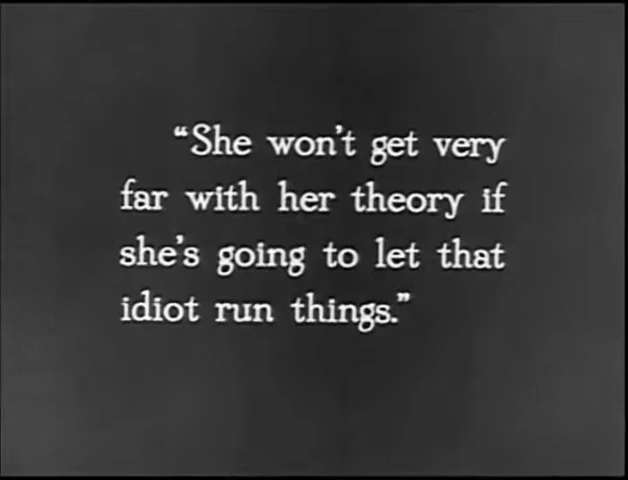 “She won’t get very
far with her theory if
she’s going to let that
idiot run things.”